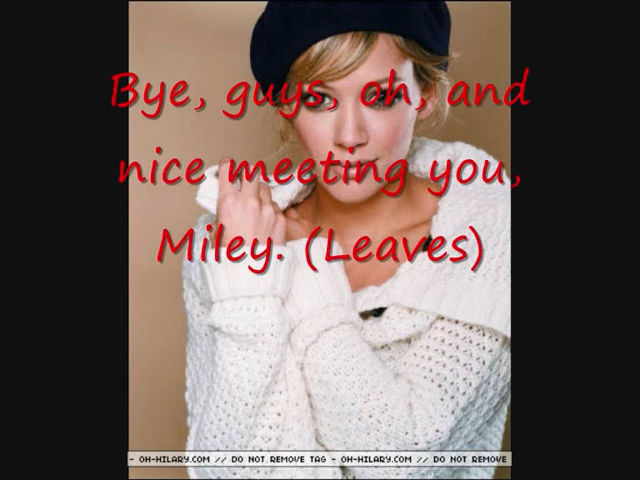 Bye, guys, oh, and
nice meeting you,
Miley. (Leaves)
- OH-HILARY.COM // DO NOT REMOVE TAG - OH-HILARY.COM // DO NOT REMOVE